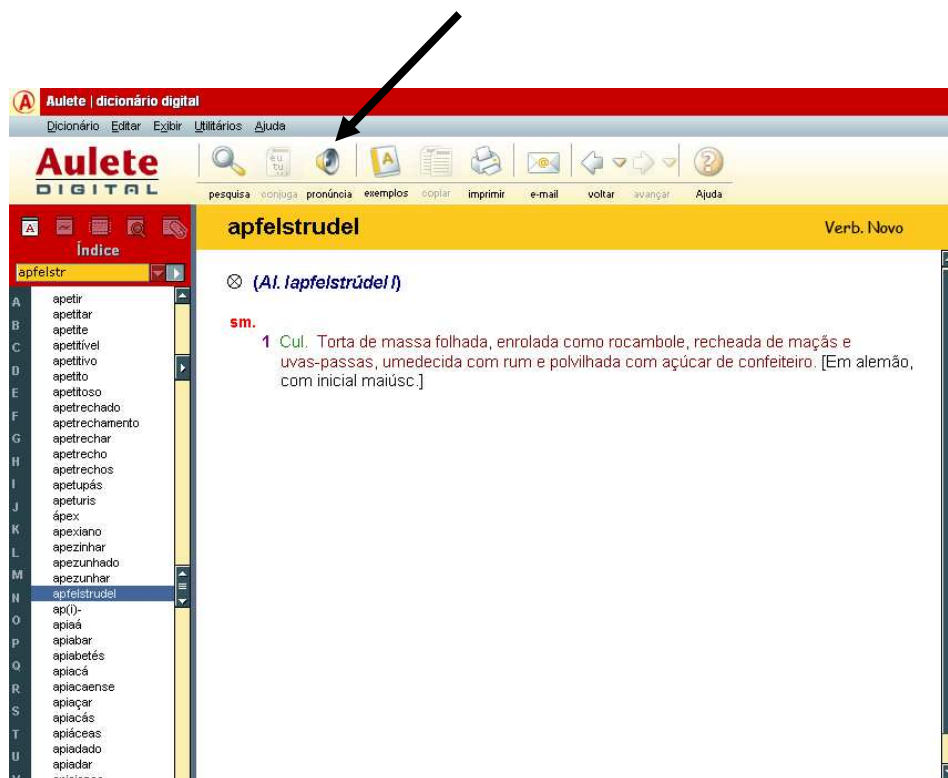 Aulete | dicionário digital
Dicionário Editar Exibir Utilitários Ajuda
Aulete
DIGITAL
eu
tu
A
pesquisa conjuga pronúncia exemplos copiar imprimir e-mail voltar avançar Ajuda
A
Índice
apfelstr
apfelstrudel
Verb. Novo
(Al. /apfelstrúdel/)
sm.
1 Cul. Torta de massa folhada, enrolada como rocambole, recheada de maçãs e
uvas-passas, umedecida com rum e polvilhada com açúcar de confeiteiro. [Em alemão,
com inicial maiúsc.]
A
B
C
D
E
F
G
H
I
J
K
L
M
N
O
P
Q
R
S
T
U
apetir
apetitar
apetite
apetitível
apetitivo
apetito
apetitoso
apetrechado
apetrechamento
apetrechar
apetrecho
apetrechos
apetupás
apeturis
ápex
apexiano
apezinhar
apezunhado
apezunhar
apfelstrudel
ap(i)-
apiaá
apiabar
apiabetés
apiacá
apiacaense
apiaçar
apiacás
apiáceas
apiadado
apiadar